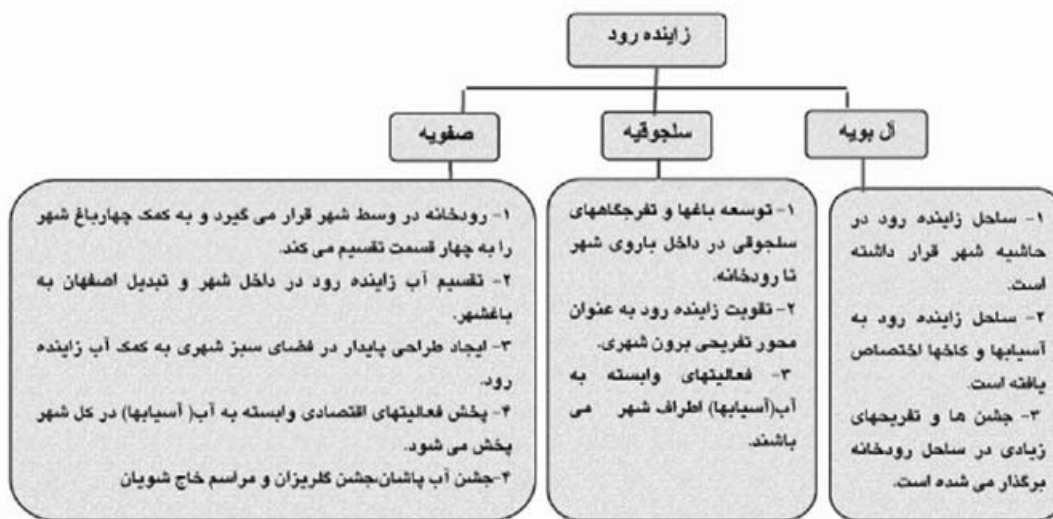 زاینده رود
آل بویه
سلجوقیه
صفویه
۱- ساحل زاینده رود در
حاشیه شهر قرار داشته
است.
۲- ساحل زاینده رود به
آسیابها و کاخها اختصاص
یافته است.
۳- جشن ها و تفریحهای
زیادی در ساحل رودخانه
برگذار می شده است.
۱- توسعه باغها و تفرجگاههای
سلجوقی در داخل باروی شهر
تا رودخانه.
۲- تقویت زاینده رود به عنوان
محور تفریحی برون شهری.
۳- فعالیتهای وابسته به
آب(آسیابها) اطراف شهر می
باشند.
۱- رودخانه در وسط شهر قرار می گیرد و به کمک چهارباغ شهر
را به چهار قسمت تقسیم می کند.
۲- تقسیم آب زاینده رود در داخل شهر و تبدیل اصفهان به
باغشهر.
۳- ایجاد طراحی پایدار در فضای سبز شهری به کمک آب زاینده
رود.
۴- پخش فعالیتهای اقتصادی وابسته به آب( آسیابها) در کل شهر
پخش می شود.
۴-جشن آب پاشان،جشن گلریزان و مراسم خاج شویان